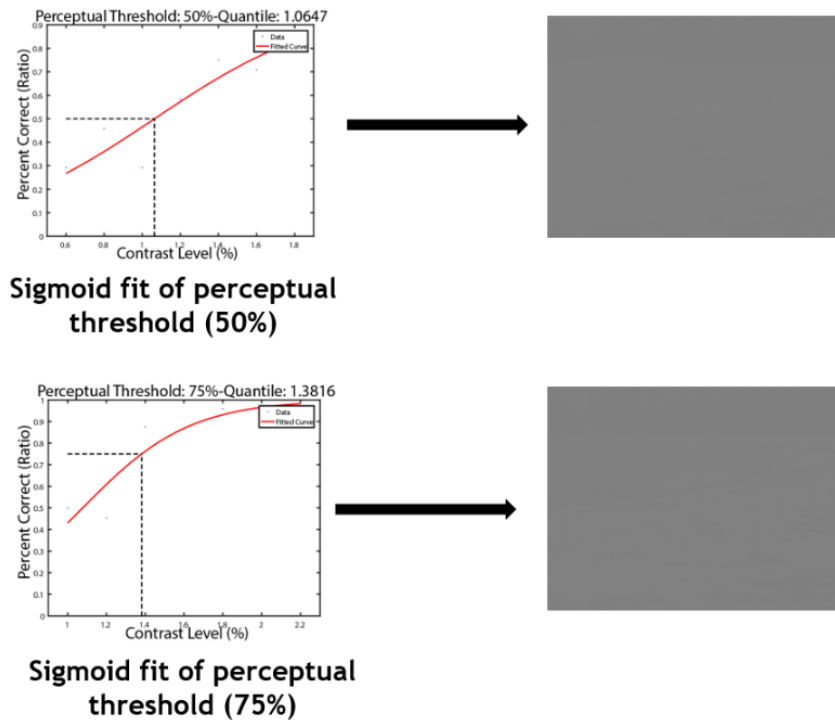 Perceptual Threshold: 50%-Quantile: 1.0647
Data
Fitted Curve
Percent Correct (Ratio)
0.9
0.8
0.7
0.6
0.5
0.4
0.3
0.2
0.1
0
0.6
0.8
1
1.2
1.4
1.6
1.8
Contrast Level (%)
Sigmoid fit of perceptual
threshold (50%)
Perceptual Threshold: 75%-Quantile: 1.3816
Data
Fitted Curve
Percent Correct (Ratio)
1
0.9
0.8
0.7
0.6
0.5
0.4
0.3
0.2
0.1
0
1
1.2
1.4
1.6
1.8
2
2.2
Contrast Level (%)
Sigmoid fit of perceptual
threshold (75%)